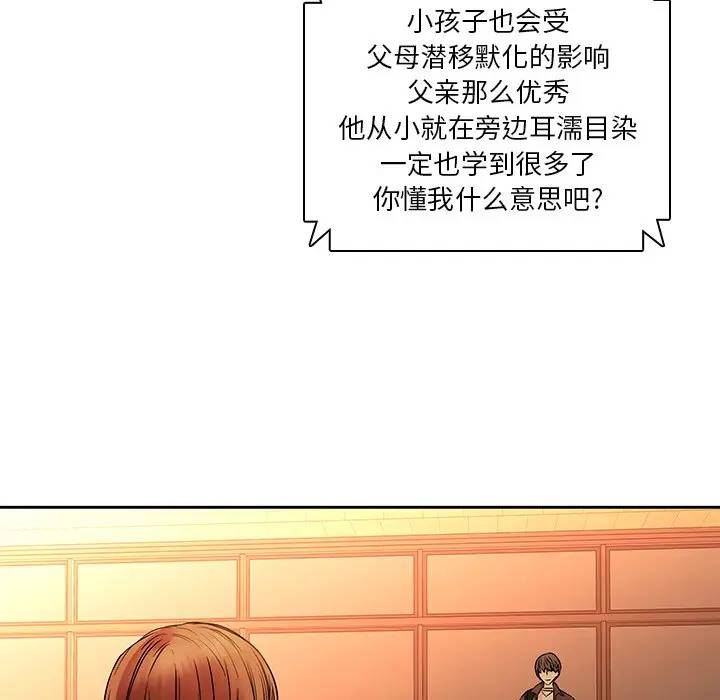 小孩子也会受
父母潜移默化的影响
父亲那么优秀
他从小就在旁边耳濡目染
一定也学到很多了
你懂我什么意思吧?